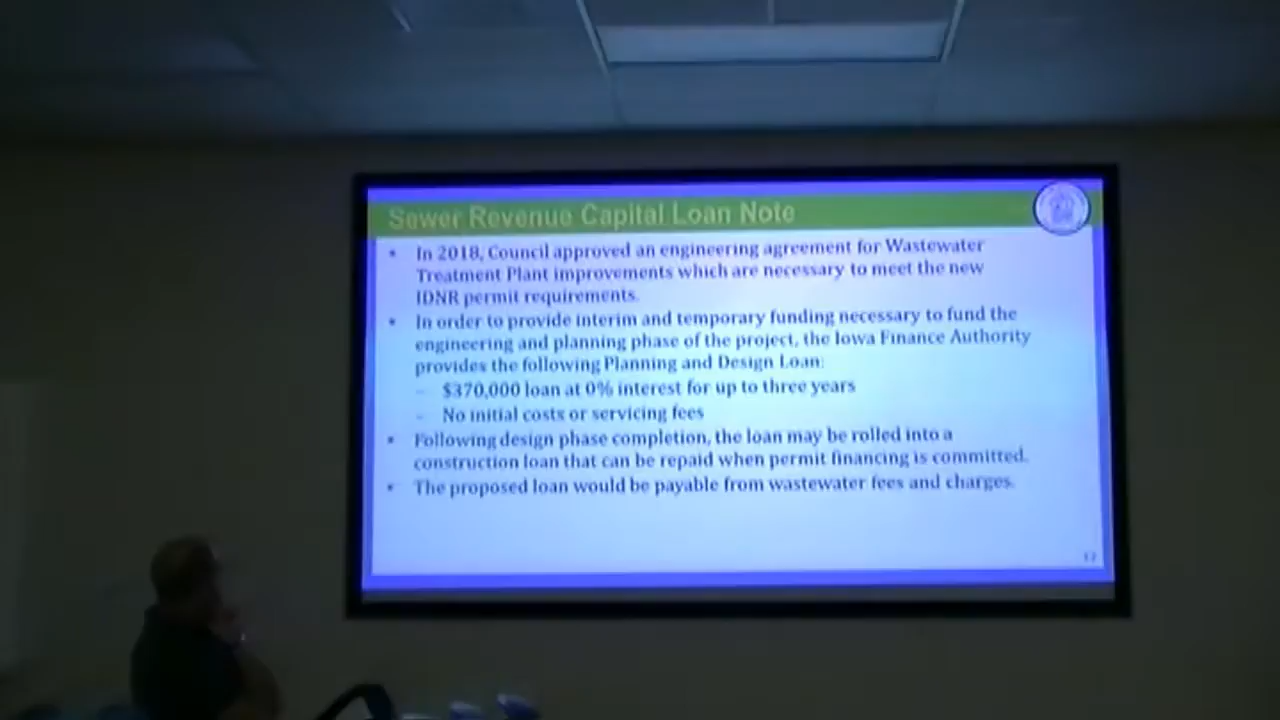 Sewer Revenue Capital Loan Note
• In 2018, Council approved an engineering agreement for Wastewater
Treatment Plant improvements which are necessary to meet the new
IDNR permit requirements.
• In order to provide interim and temporary funding necessary to fund the
engineering and planning phase of the project, the Iowa Finance Authority
provides the following Planning and Design Loan:
– $370,000 loan at 0% interest for up to three years
– No initial costs or servicing fees
• Following design phase completion, the loan may be rolled into a
construction loan that can be repaid when permit financing is committed.
• The proposed loan would be payable from wastewater fees and charges.